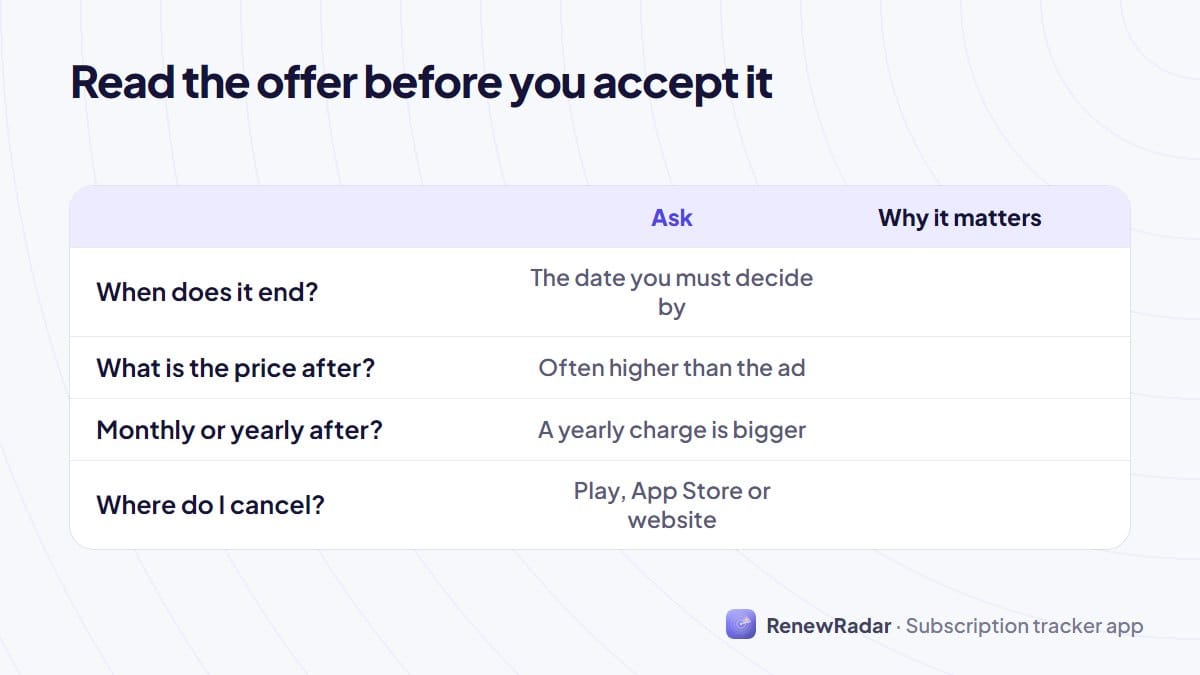 Read the offer before you accept it
Ask
Why it matters
When does it end?
The date you must decide
by
What is the price after?
Often higher than the ad
Monthly or yearly after?
A yearly charge is bigger
Where do I cancel?
Play, App Store or
website
RenewRadar · Subscription tracker app